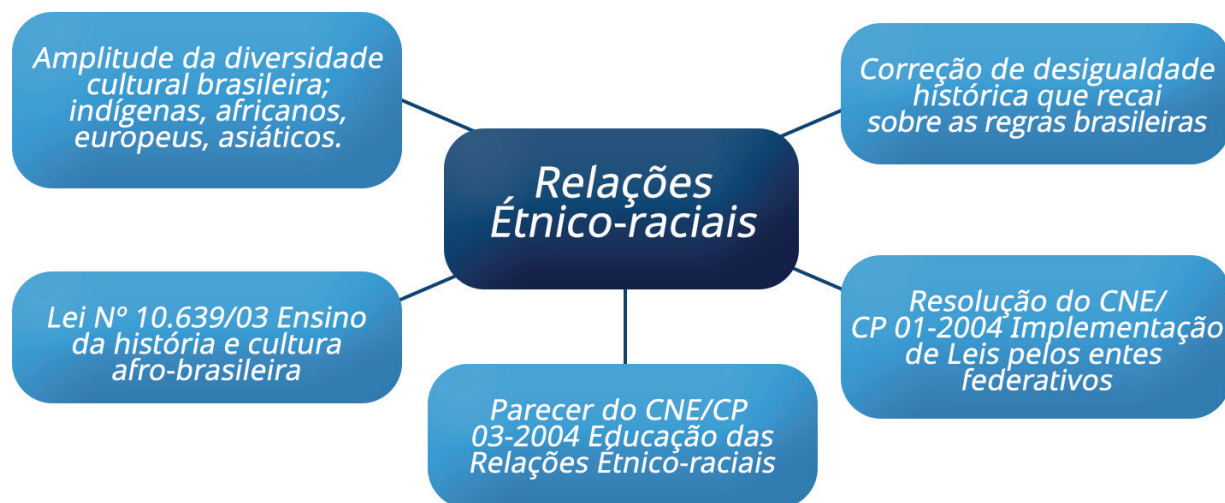 Amplitude da diversidade
cultural brasileira;
indígenas, africanos,
europeus, asiáticos.
Correção de desigualdade
histórica que recai
sobre as regras brasileiras
Relações
Étnico-raciais
Lei Nº 10.639/03 Ensino
da história e cultura
afro-brasileira
Resolução do CNE/
CP 01-2004 Implementação
de Leis pelos entes
federativos
Parecer do CNE/CP
03-2004 Educação das
Relações Étnico-raciais